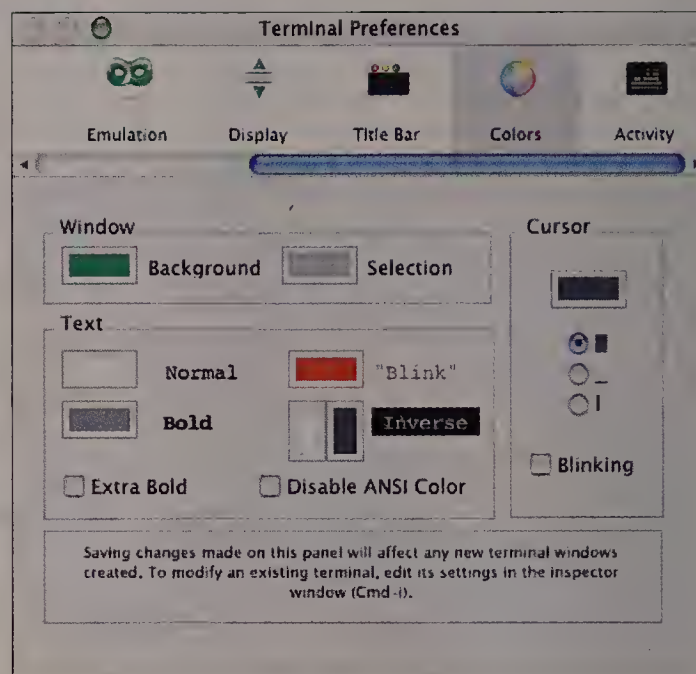 Terminal Preferences
Emulation Display Title Bar Colors Activity
Window
Background Selection
Cursor
Text
Normal "Blink"
Bold Inverse
Extra Bold Disable ANSI Color
Blinking
Saving changes made on this panel will affect any new terminal windows
created. To modify an existing terminal, edit its settings in the inspector
window (Cmd-i).